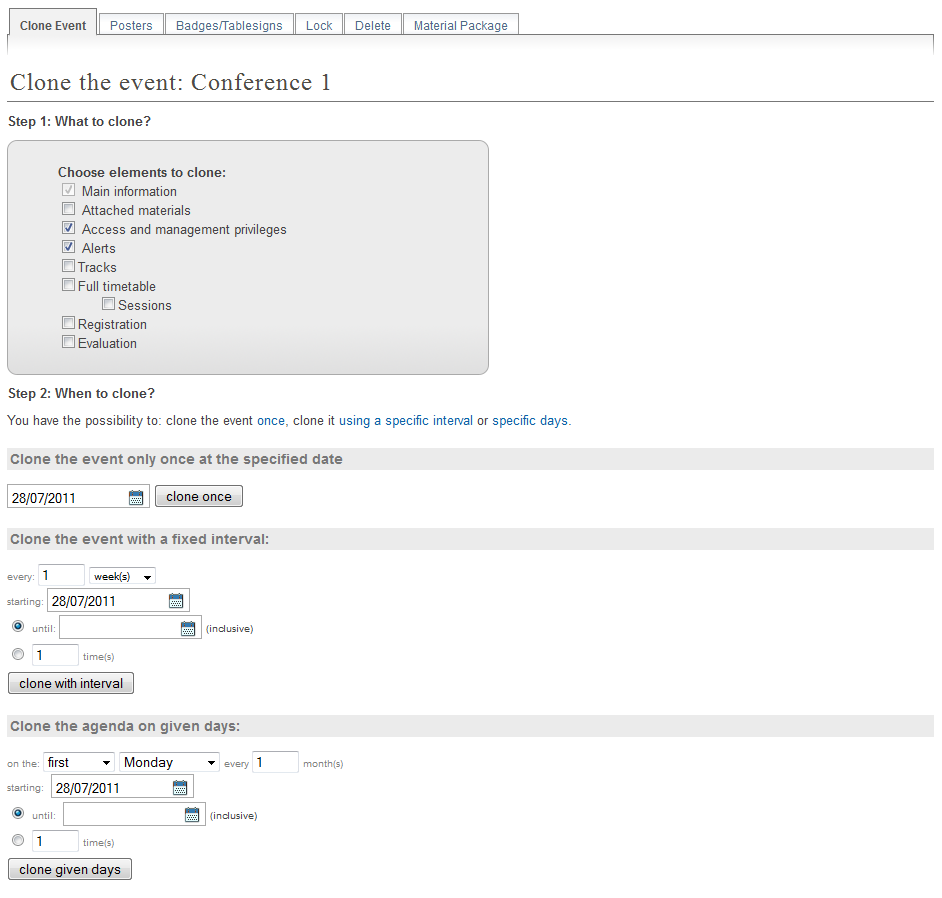 Clone Event Posters Badges/Tablesigns Lock Delete Material Package
Clone the event: Conference 1
Step 1: What to clone?
Choose elements to clone:
Main information
Attached materials
Access and management privileges
Alerts
Tracks
Full timetable
Sessions
Registration
Evaluation
Step 2: When to clone?
You have the possibility to: clone the event once, clone it using a specific interval or specific days.
Clone the event only once at the specified date
28/07/2011 clone once
Clone the event with a fixed interval:
every: 1 week(s)
starting: 28/07/2011
until: (inclusive)
1 time(s)
clone with interval
Clone the agenda on given days:
on the: first Monday every 1 month(s)
starting: 28/07/2011
until: (inclusive)
1 time(s)
clone given days